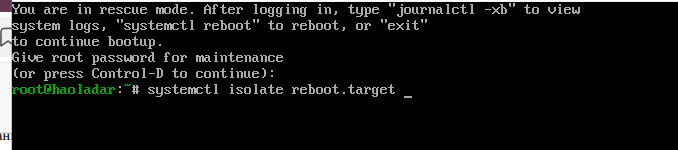 You are in rescue mode. After logging in, type "journalctl -xb" to view
system logs, "systemctl reboot" to reboot, or "exit"
to continue bootup.
Give root password for maintenance
(or press Control-D to continue):
root@haoladar:~# systemctl isolate reboot.target _